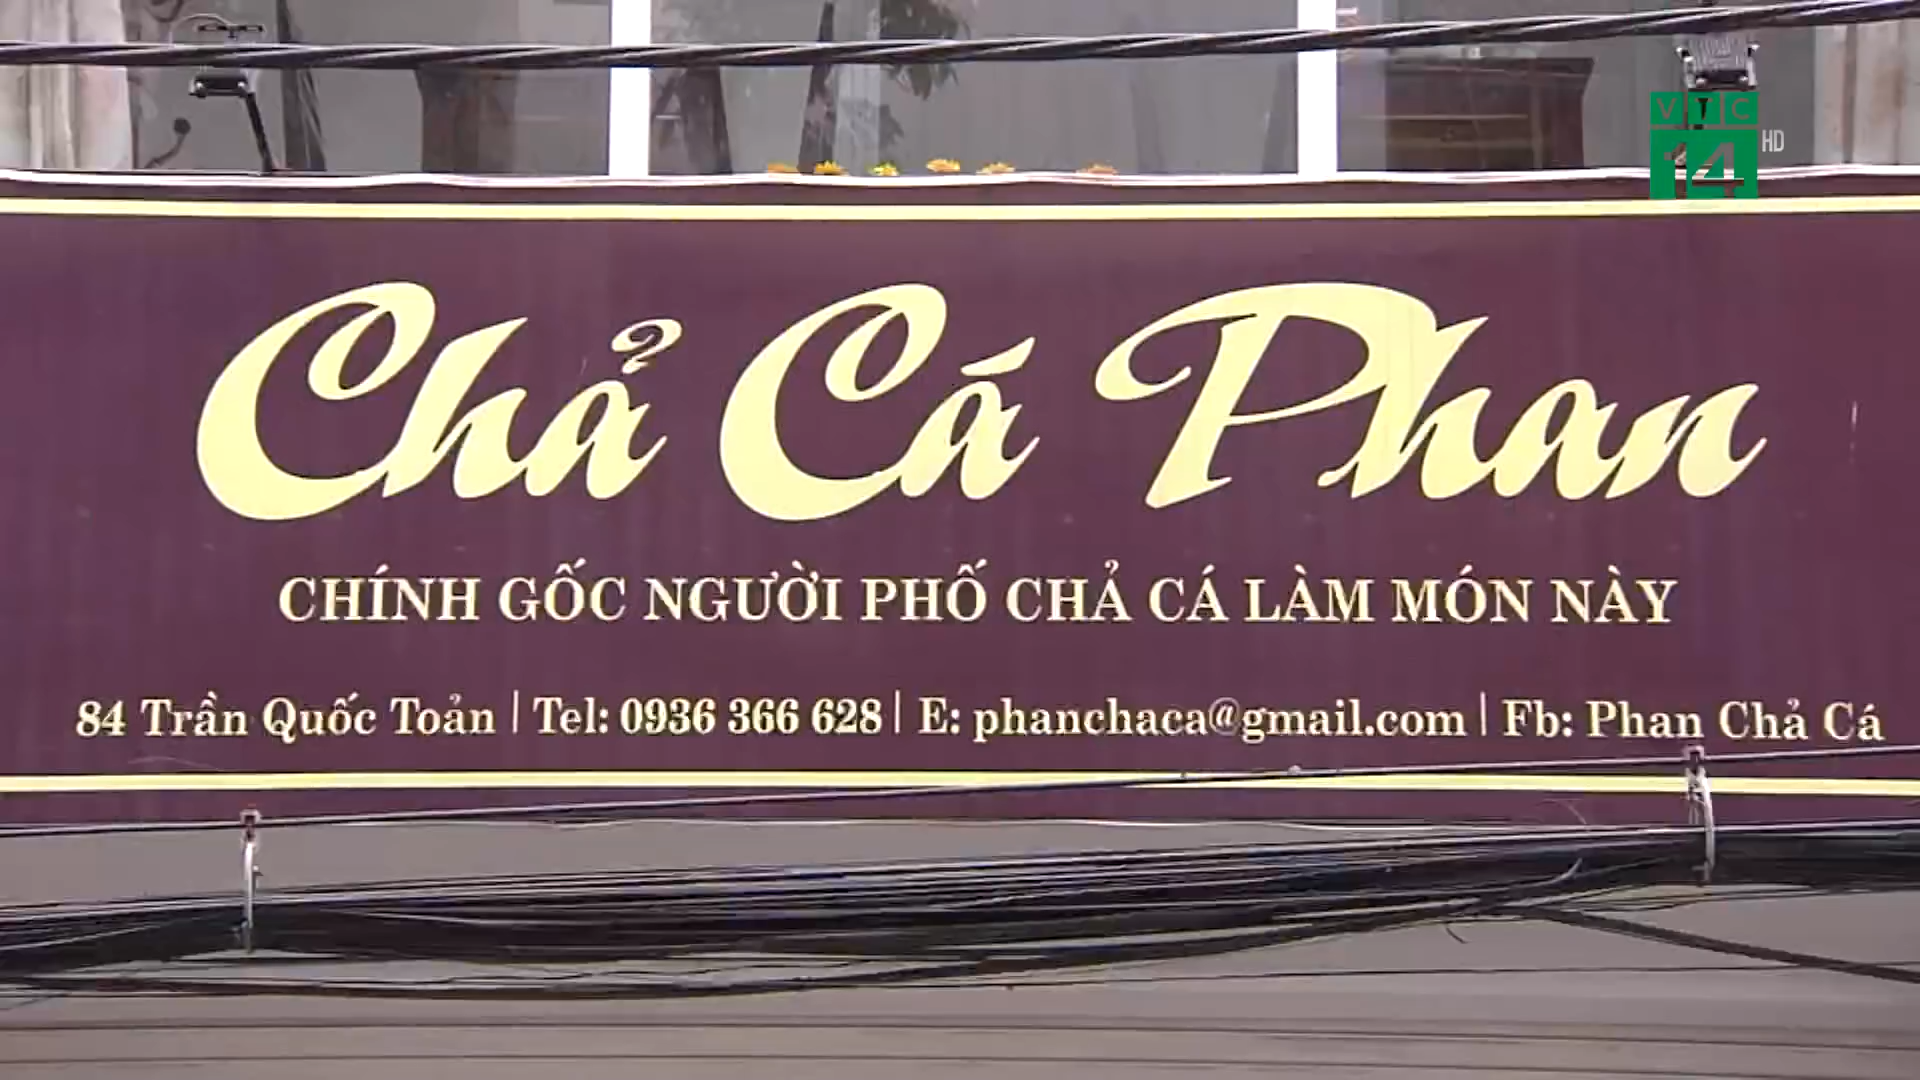 VTC
14 HD
Chả Cá Phan
CHÍNH GỐC NGƯỜI PHỐ CHẢ CÁ LÀM MÓN NÀY
84 Trần Quốc Toản | Tel: 0936 366 628 | E: phanchaca@gmail.com | Fb: Phan Chả Cá